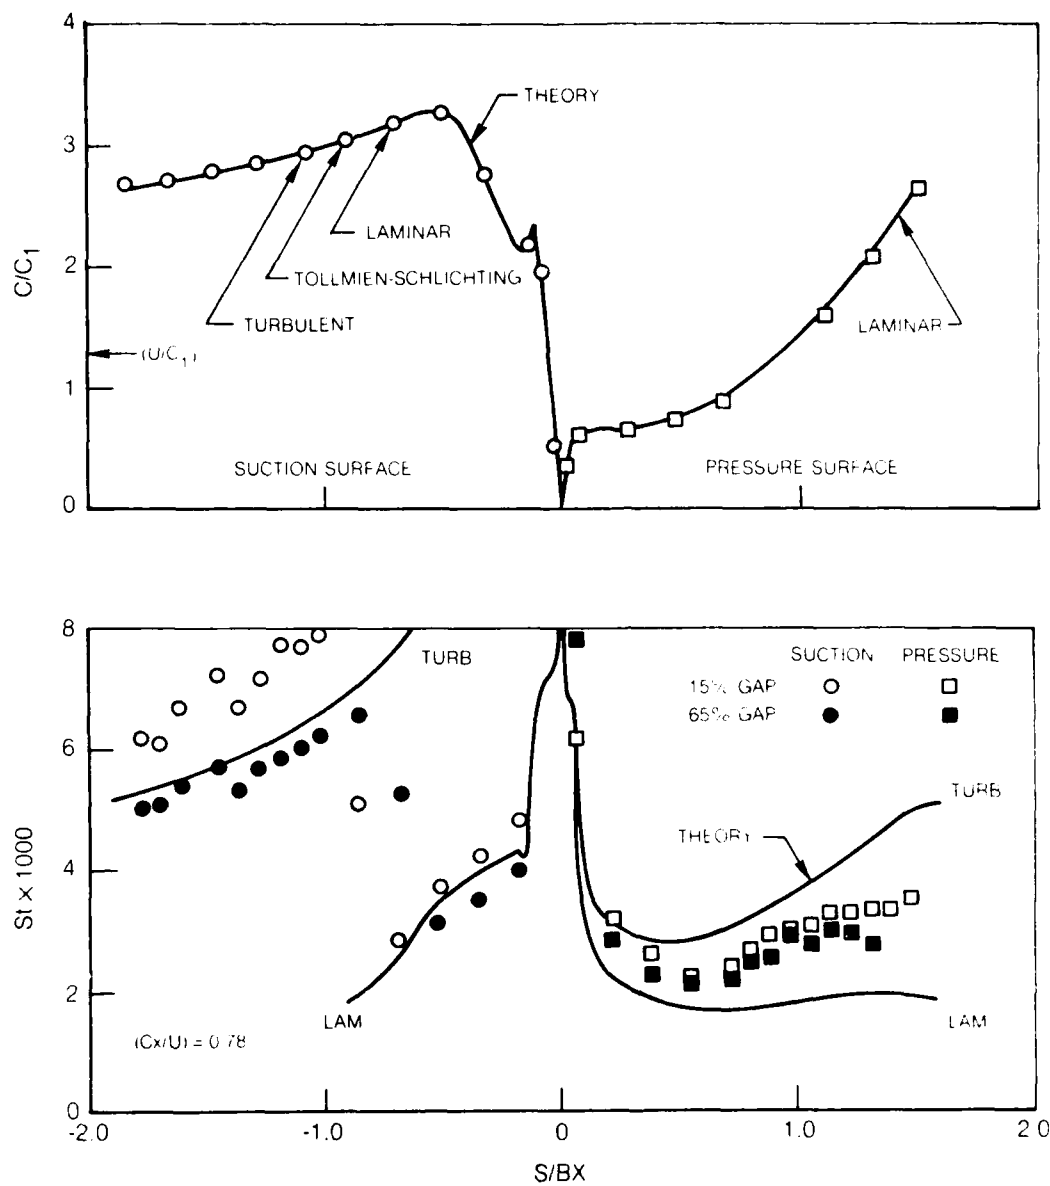 4
3
2
1
0
C/C1
THEORY
LAMINAR
TOLLMIEN-SCHLICHTING
TURBULENT
(U/C1)
LAMINAR
SUCTION SURFACE
PRESSURE SURFACE
8
6
4
2
0
St x 1000
TURB
SUCTION PRESSURE
15% GAP
65% GAP
TURB
THEORY
LAM
LAM
(Cx/U) = 0.78
-2.0 -1.0 0 1.0 2.0
S/BX